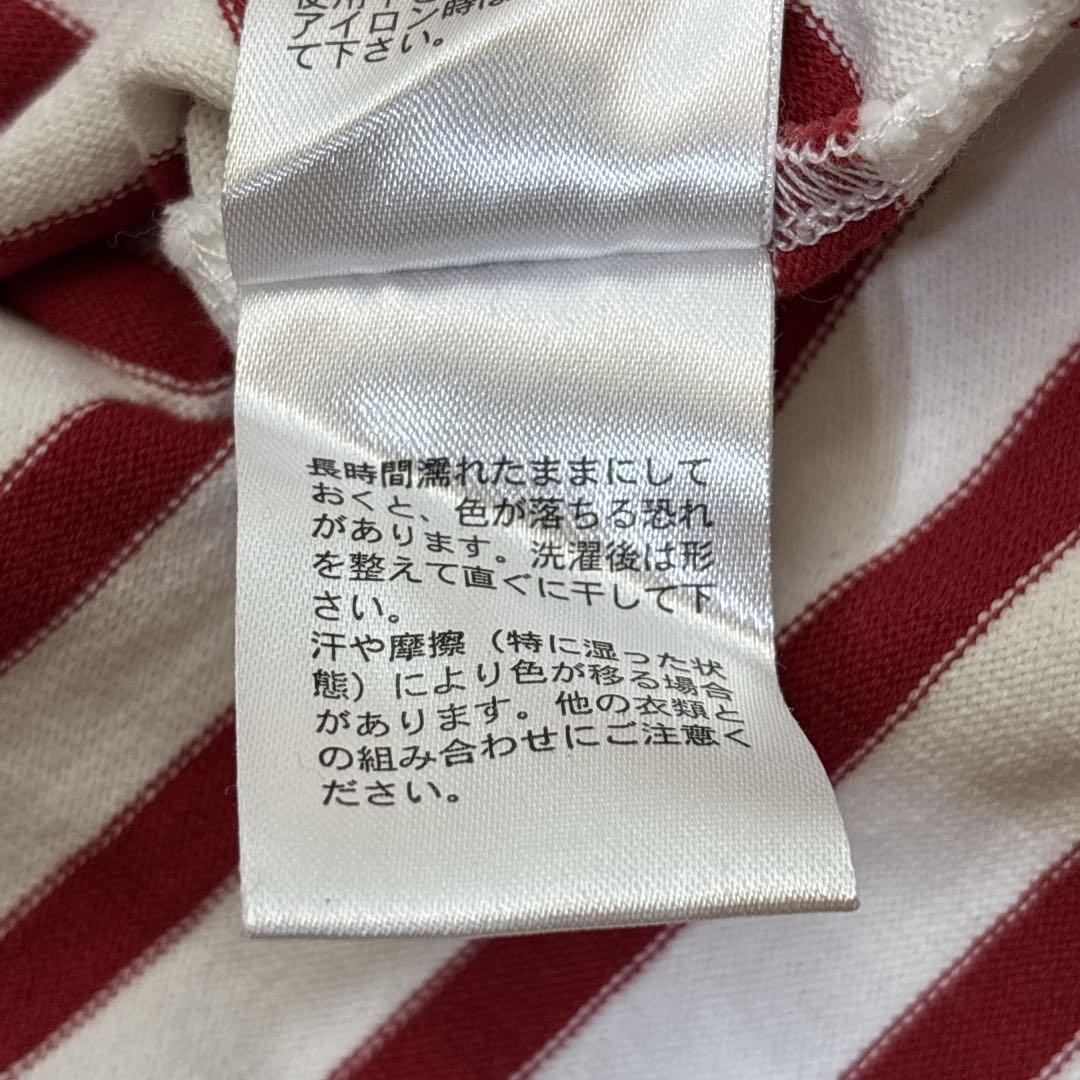 アイロン時は
て下さい。
長時間濡れたままにして
おくと、色が落ちる恐れ
があります。洗濯後は形
を整えて直ぐに干して下
さい。
汗や摩擦（特に湿った状
態）により色が移る場合
があります。他の衣類と
の組み合わせにご注意く
ださい。